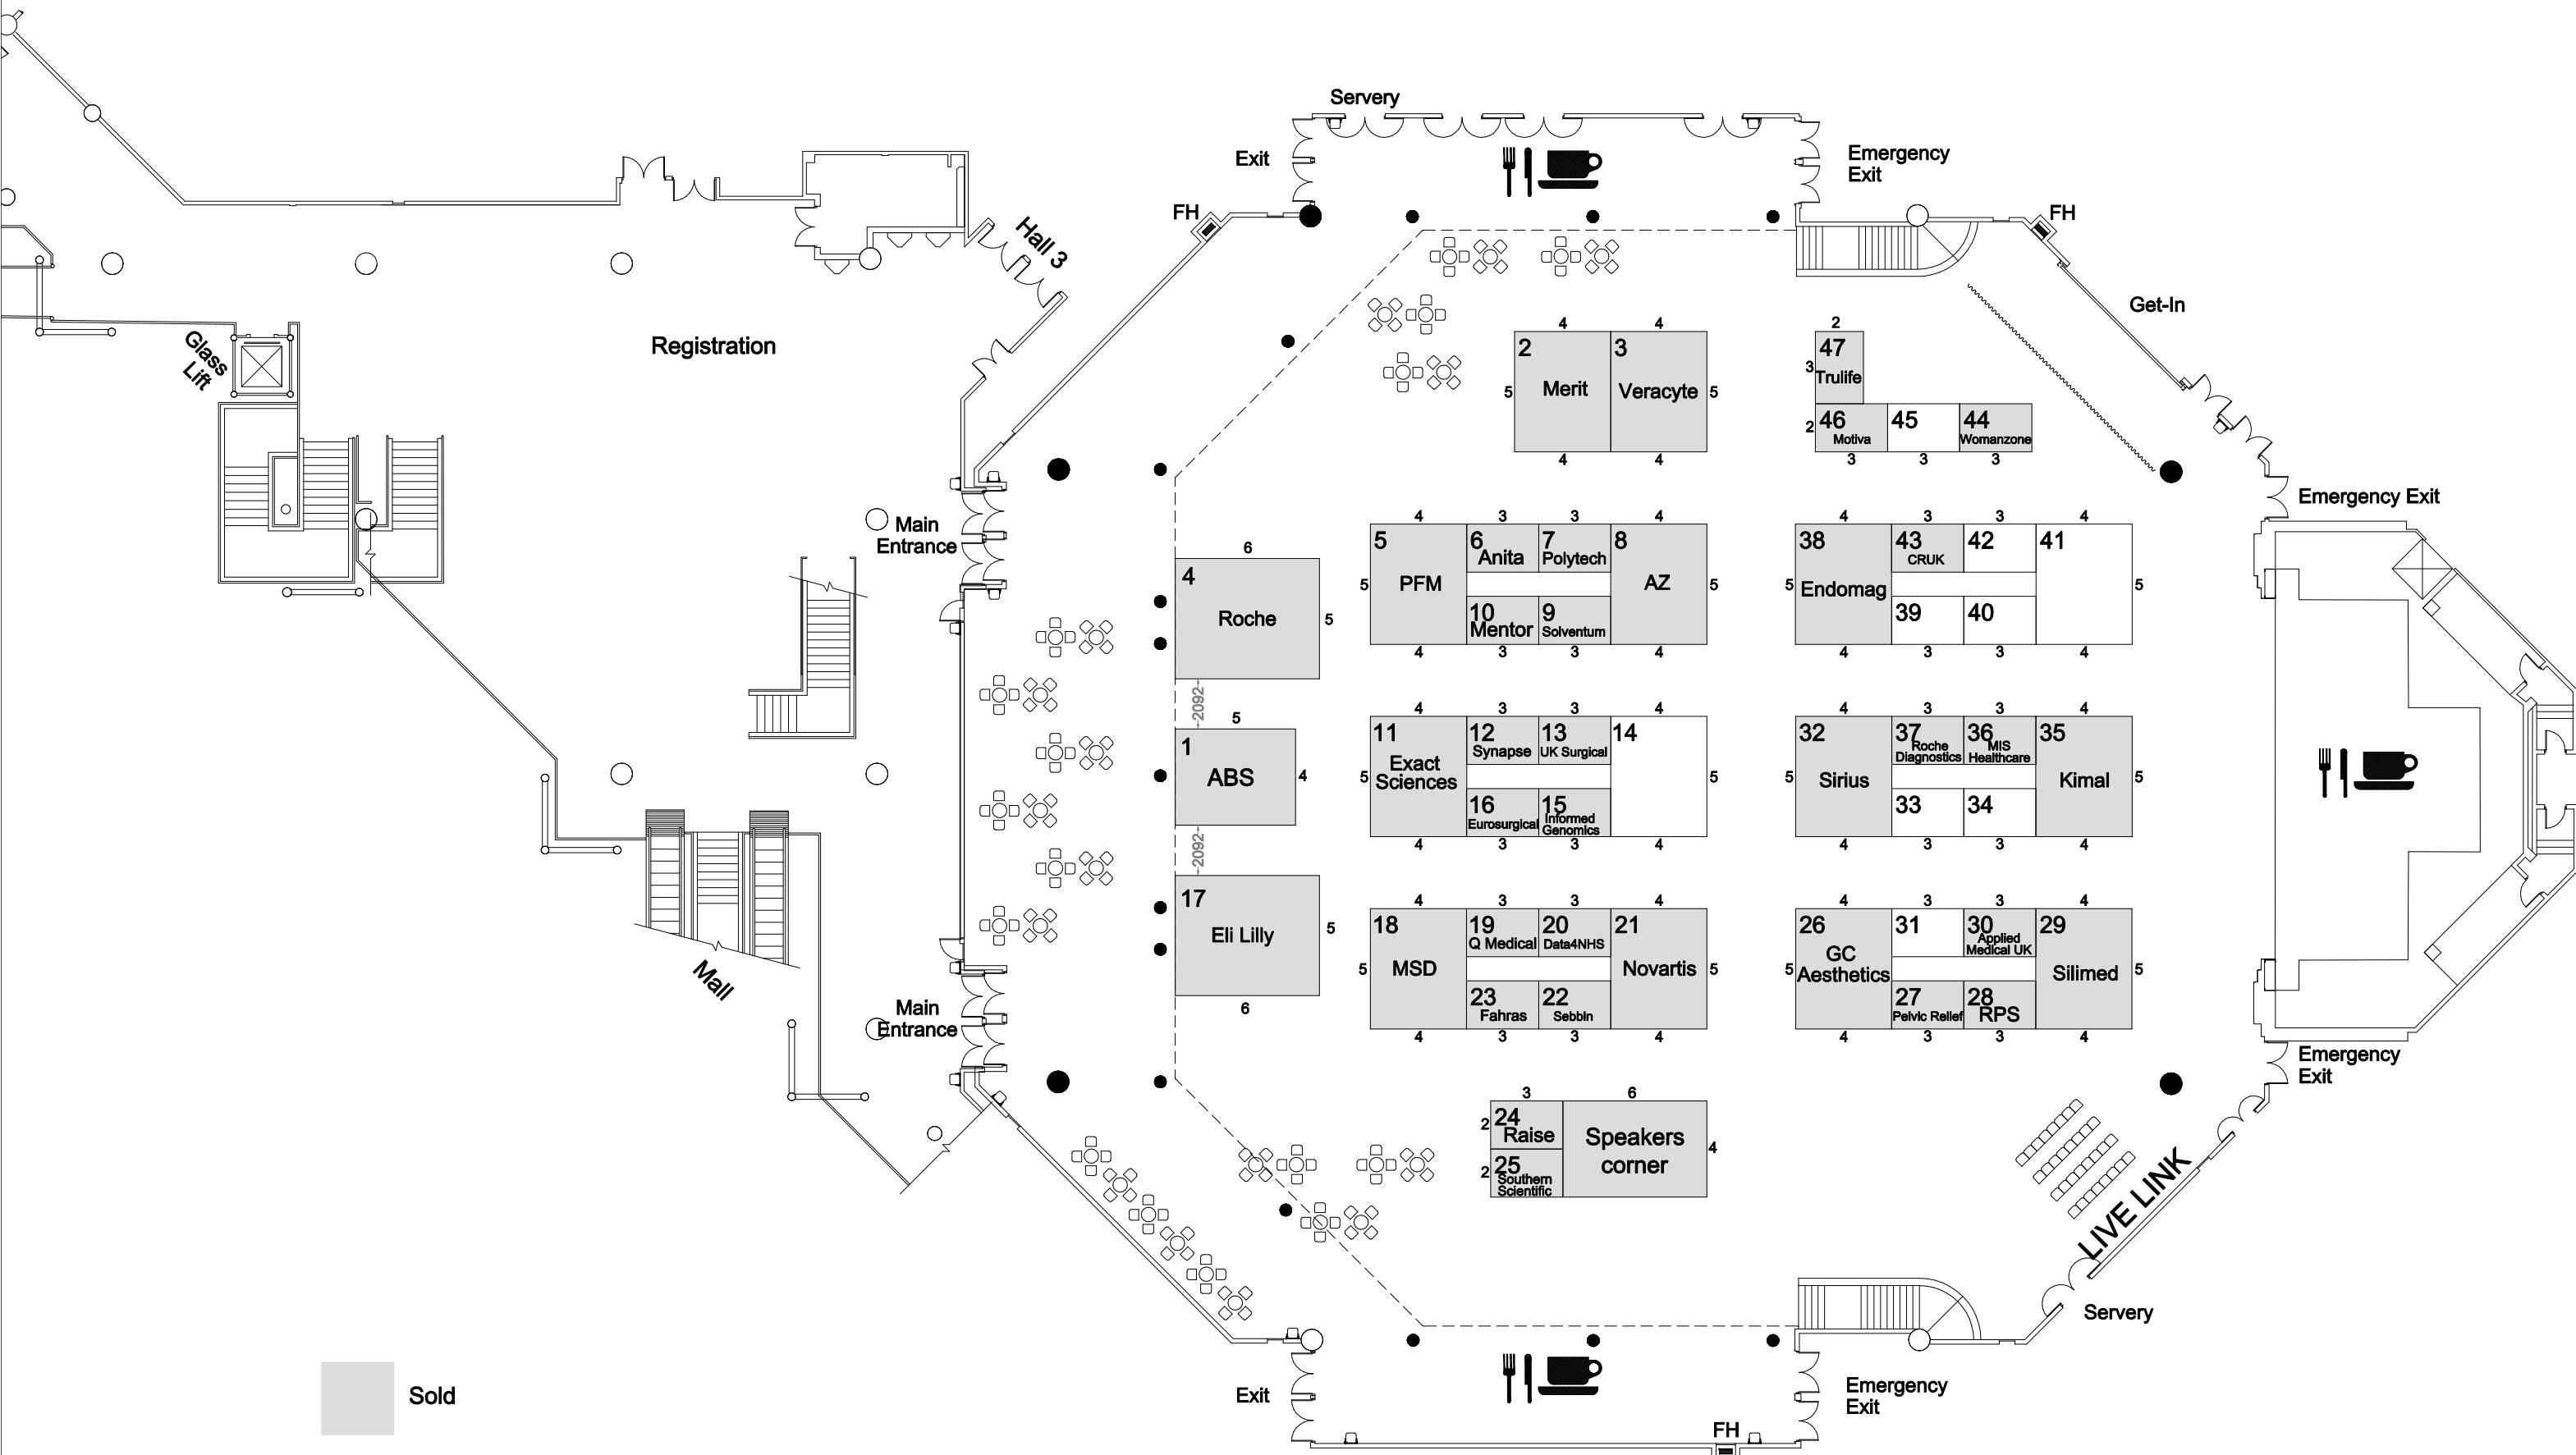 Servery
Exit
Emergency
Exit
FH
FH
Hall 3
Get-In
Glass
Lift
Registration
4
4
2
2
Merit
3
Veracyte
5
5
4
4
47
Trulife
3
2
46
Motiva
45
44
Womanzone
3
3
3
Emergency Exit
Main
Entrance
6
4
Roche
5
4
3
3
4
5
PFM
6
Anita
7
Polytech
8
AZ
10
Mentor
9
Solventum
5
5
4
3
3
4
4
3
3
4
38
Endomag
43
CRUK
42
41
39
40
5
5
4
3
3
4
2092
5
1
ABS
4
2092
4
3
3
4
11
Exact
Sciences
12
Synapse
13
UK Surgical
14
16
Eurosurgical
15
Informed
Genomics
5
5
4
3
3
4
4
3
3
4
32
Sirius
37
Roche
Diagnostics
36
MIS
Healthcare
35
Kimal
33
34
5
5
4
3
3
4
17
Eli Lilly
5
6
4
3
3
4
18
MSD
19
Q Medical
20
Data4NHS
21
Novartis
23
Fahras
22
Sebbin
5
5
4
3
3
4
4
3
3
4
26
GC
Aesthetics
31
30
Applied
Medical UK
29
Silimed
27
Pelvic Relief
28
RPS
5
5
4
3
3
4
Mall
Main
Entrance
Emergency
Exit
3
6
2
24
Raise
2
25
Southern
Scientific
Speakers
corner
4
LIVE LINK
Servery
Sold
Exit
Emergency
Exit
FH